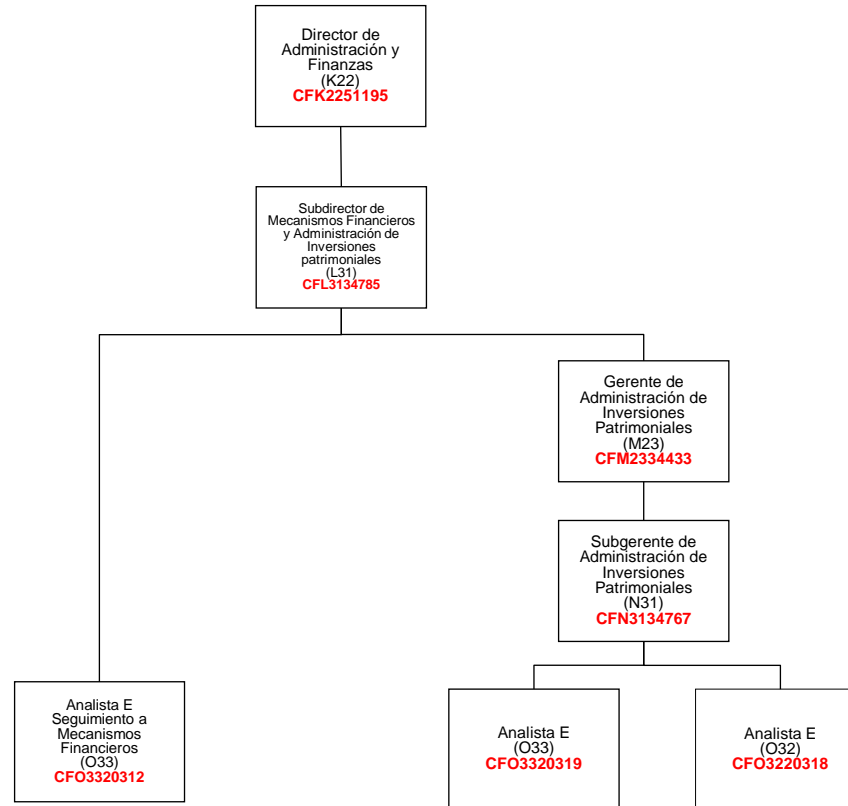 Director de
Administración y
Finanzas
(K22)
CFK2251195
Subdirector de
Mecanismos Financieros
y Administración de
Inversiones
patrimoniales
(L31)
CFL3134785
Gerente de
Administración de
Inversiones
Patrimoniales
(M23)
CFM2334433
Subgerente de
Administración de
Inversiones
Patrimoniales
(N31)
CFN3134767
Analista E
Seguimiento a
Mecanismos
Financieros
(O33)
CFO3320312
Analista E
(O33)
CFO3320319
Analista E
(O32)
CFO3220318